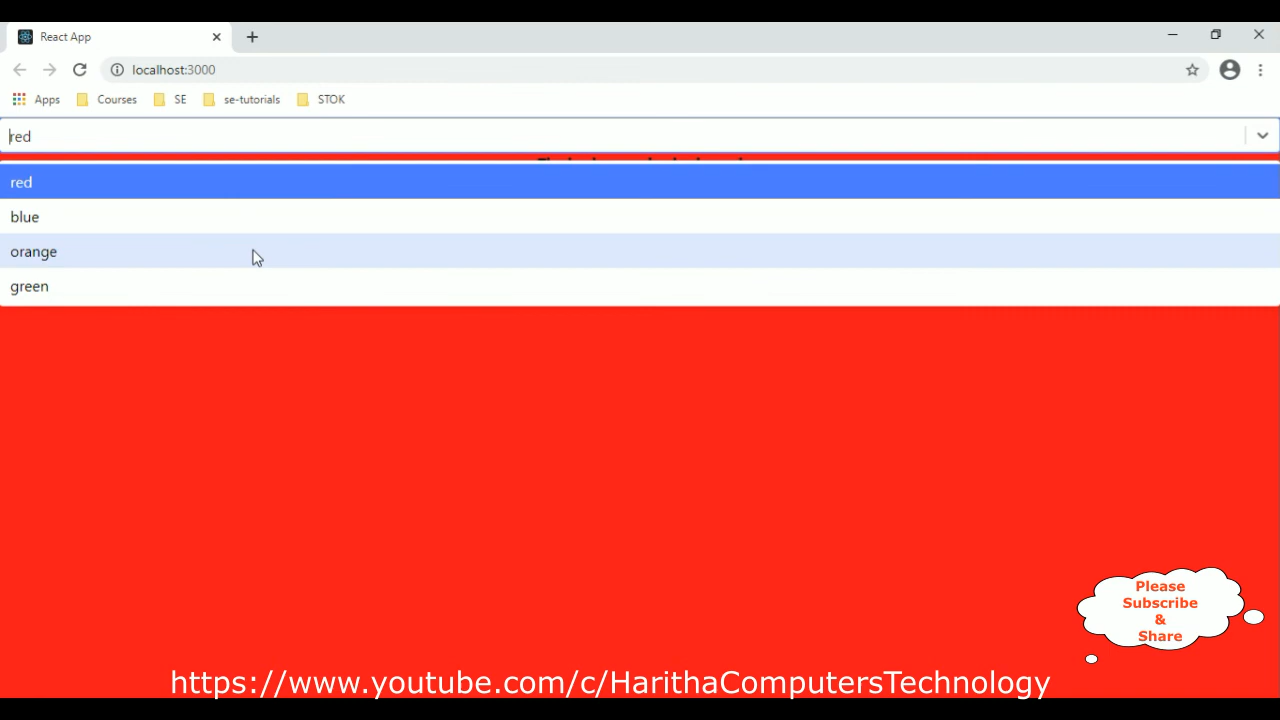 React App
localhost:3000
Apps Courses SE se-tutorials STOK
red
red
blue
orange
green
Please
Subscribe
&
Share
https://www.youtube.com/c/HarithaComputersTechnology